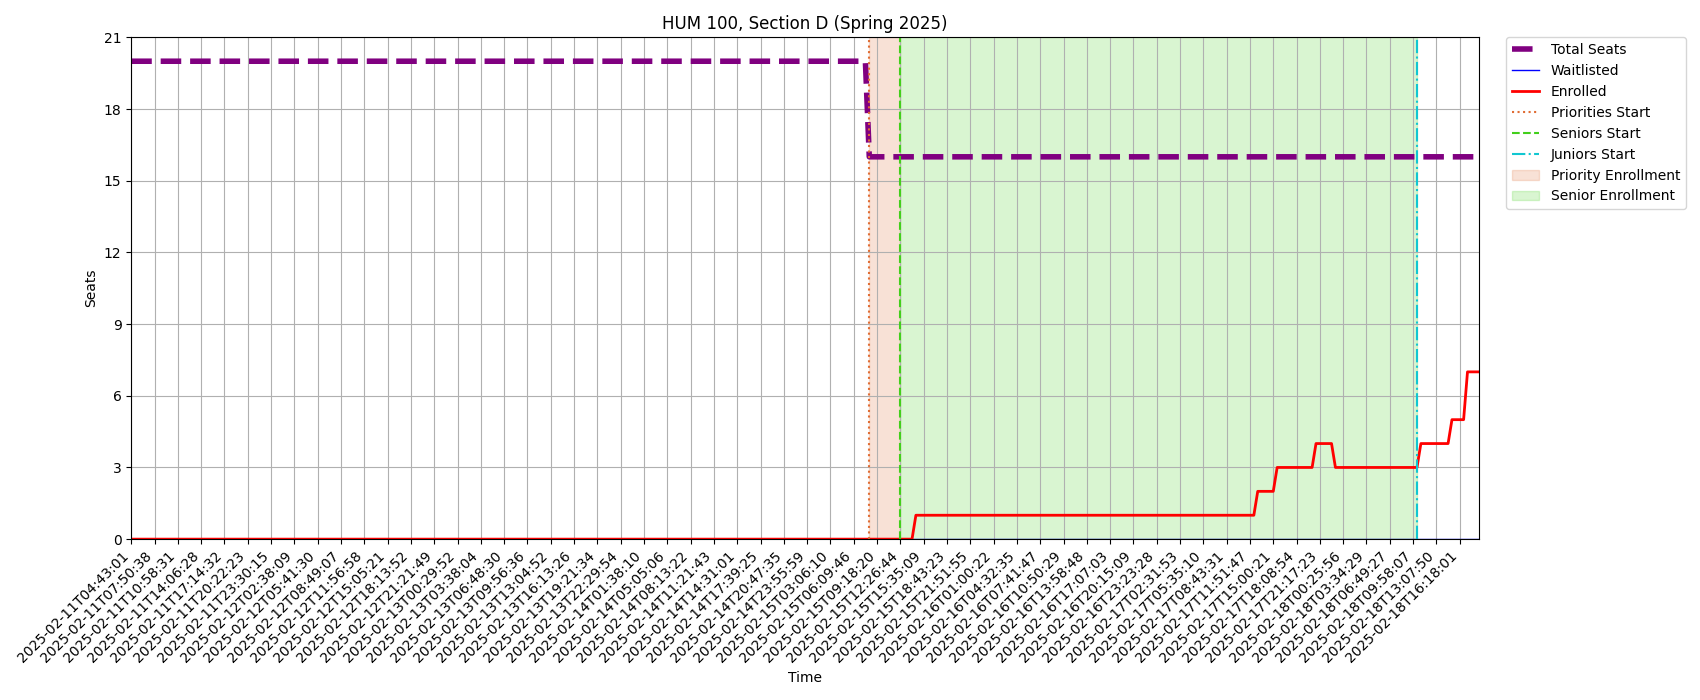 HUM 100, Section D (Spring 2025)
21
18
15
12
9
6
3
0
Seats
Total Seats
Waitlisted
Enrolled
Priorities Start
Seniors Start
Juniors Start
Priority Enrollment
Senior Enrollment
2025-02-11T04:43:01
2025-02-11T07:50:38
2025-02-11T10:58:31
2025-02-11T14:06:28
2025-02-11T17:14:32
2025-02-11T20:22:23
2025-02-11T23:30:15
2025-02-12T02:38:09
2025-02-12T05:41:30
2025-02-12T08:49:07
2025-02-12T11:56:58
2025-02-12T15:05:21
2025-02-12T18:13:52
2025-02-12T21:21:49
2025-02-13T00:29:52
2025-02-13T03:38:04
2025-02-13T06:48:30
2025-02-13T09:56:36
2025-02-13T13:04:52
2025-02-13T16:13:26
2025-02-13T19:21:34
2025-02-13T22:29:54
2025-02-14T01:38:10
2025-02-14T05:05:06
2025-02-14T08:13:22
2025-02-14T11:21:43
2025-02-14T14:31:01
2025-02-14T17:39:25
2025-02-14T20:47:35
2025-02-14T23:55:59
2025-02-15T03:06:10
2025-02-15T06:09:46
2025-02-15T09:18:20
2025-02-15T12:26:44
2025-02-15T15:35:09
2025-02-15T18:43:23
2025-02-15T21:51:55
2025-02-16T01:00:22
2025-02-16T04:32:35
2025-02-16T07:41:47
2025-02-16T10:50:29
2025-02-16T13:58:48
2025-02-16T17:07:03
2025-02-16T20:15:09
2025-02-16T23:23:28
2025-02-17T02:31:53
2025-02-17T05:35:10
2025-02-17T08:43:31
2025-02-17T11:51:47
2025-02-17T15:00:21
2025-02-17T18:08:54
2025-02-17T21:17:23
2025-02-18T00:25:56
2025-02-18T03:34:29
2025-02-18T06:49:27
2025-02-18T09:58:07
2025-02-18T13:07:50
2025-02-18T16:18:01
Time